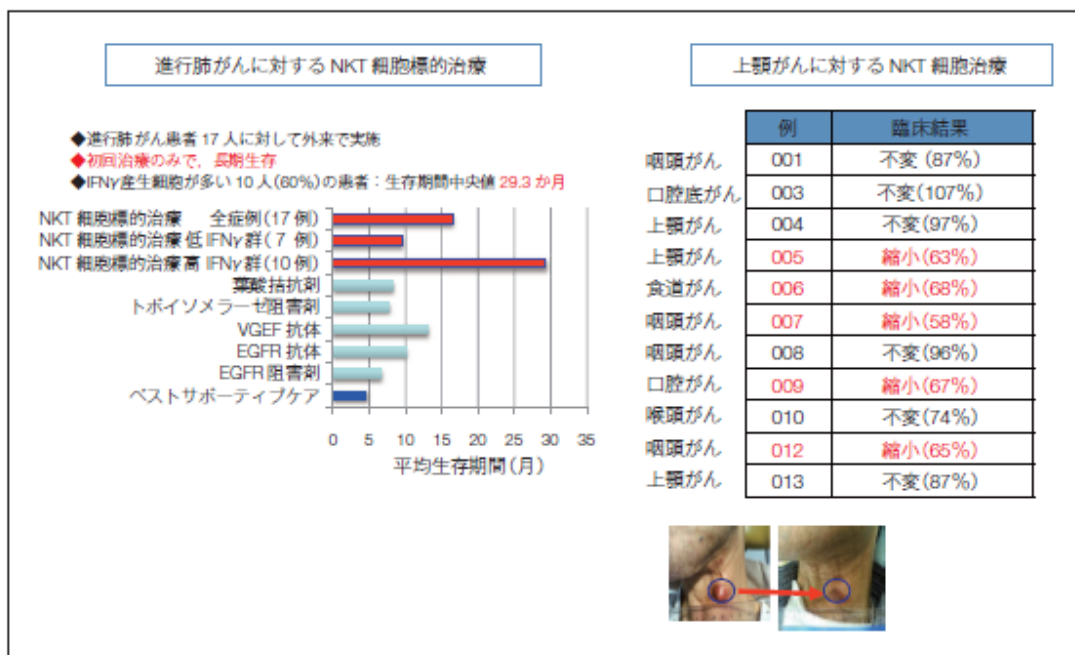 進行肺がんに対する NKT 細胞標的治療
◆進行肺がん患者 17 人に対して外来で実施
◆初回治療のみで，長期生存
◆IFNγ産生細胞が多い 10 人(60%)の患者：生存期間中央値 29.3 か月
NKT 細胞標的治療 全症例(17 例)
NKT 細胞標的治療 低 IFNγ 群(7 例)
NKT 細胞標的治療 高 IFNγ 群(10 例)
葉酸拮抗剤
トポイソメラーゼ阻害剤
VGEF 抗体
EGFR 抗体
EGFR 阻害剤
ベストサポーティブケア
0 5 10 15 20 25 30 35
平均生存期間(月)
上顎がんに対する NKT 細胞治療
例 臨床結果
咽頭がん 001 不変(87%)
口腔底がん 003 不変(107%)
上顎がん 004 不変(97%)
上顎がん 005 縮小(63%)
食道がん 006 縮小(68%)
咽頭がん 007 縮小(58%)
咽頭がん 008 不変(96%)
口腔がん 009 縮小(67%)
喉頭がん 010 不変(74%)
咽頭がん 012 縮小(65%)
上顎がん 013 不変(87%)